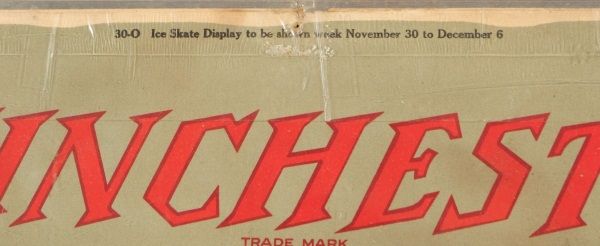 30-O Ice Skate Display to be shown week November 30 to December 6
INCHEST
TRADE MARK